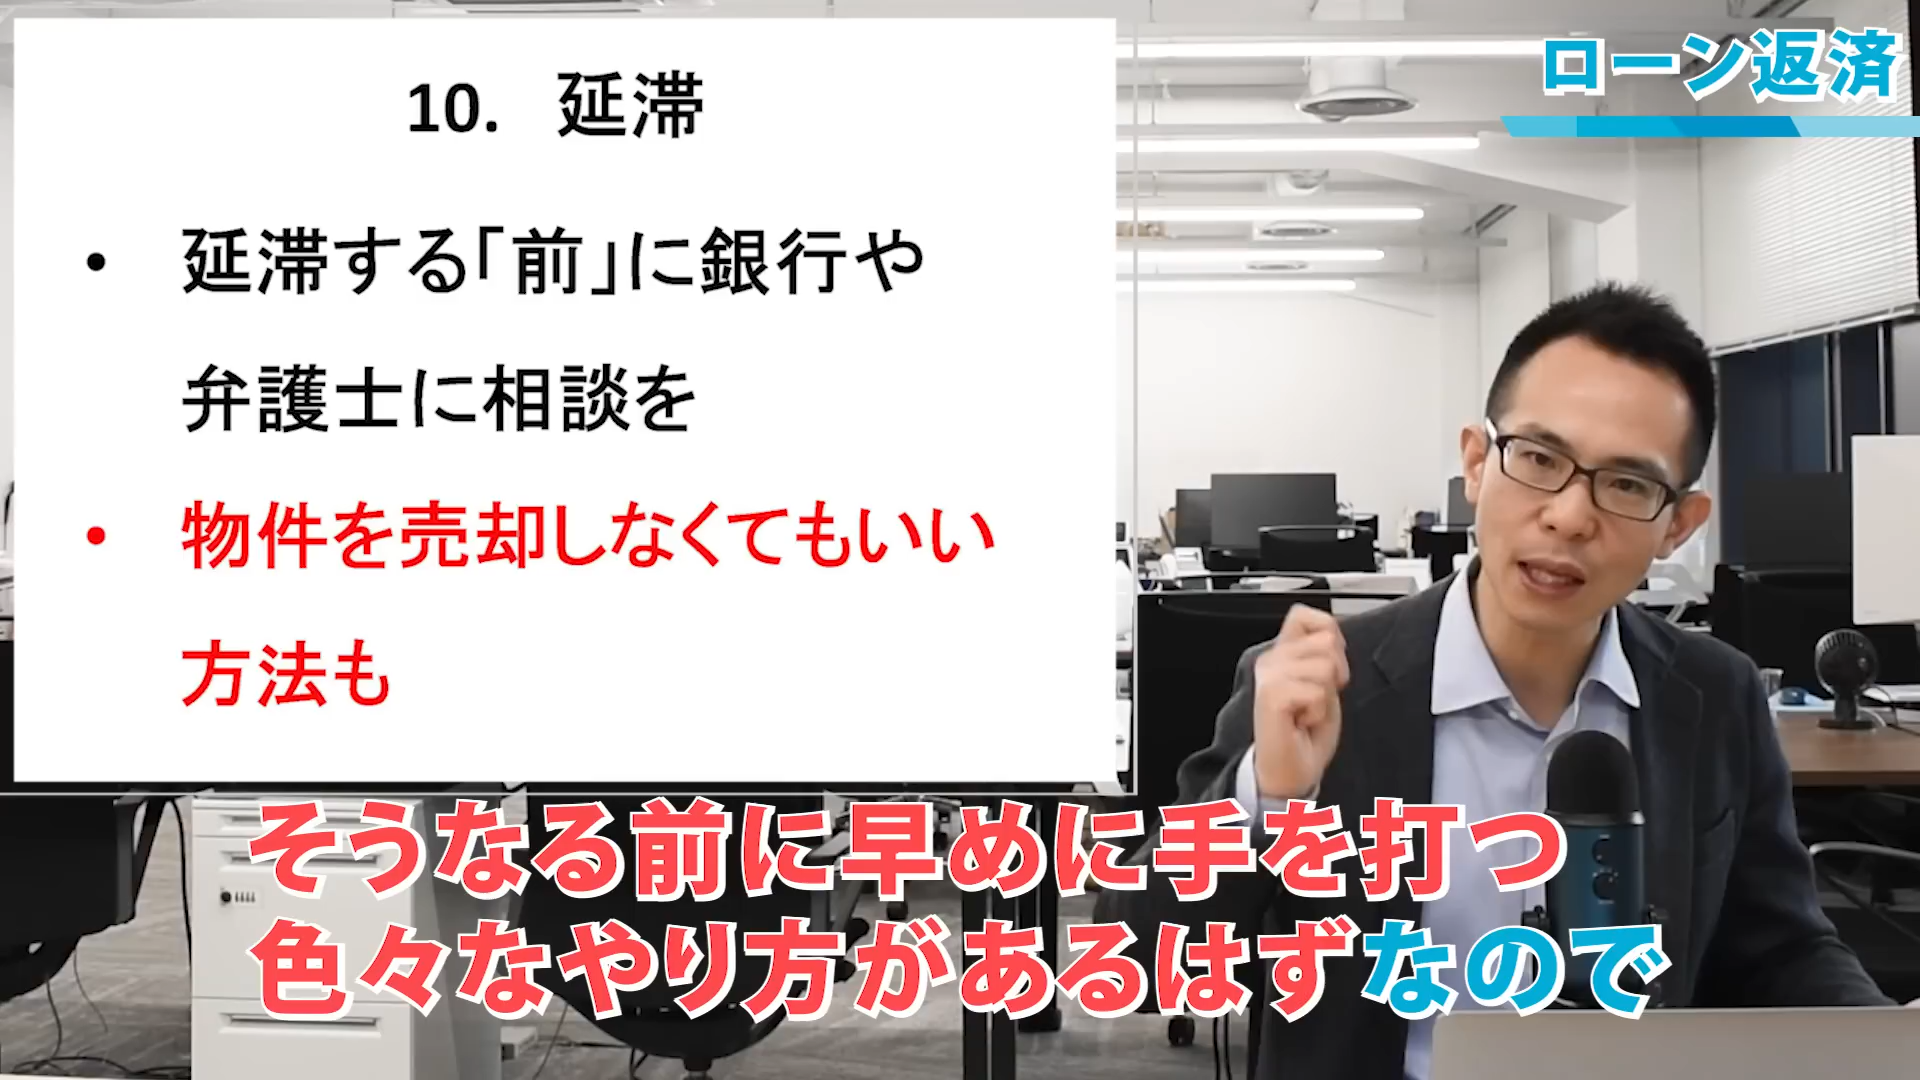 ローン返済
10. 延滞
• 延滞する「前」に銀行や
弁護士に相談を
• 物件を売却しなくてもいい
方法も
そうなる前に早めに手を打つ
色々なやり方があるはずなので